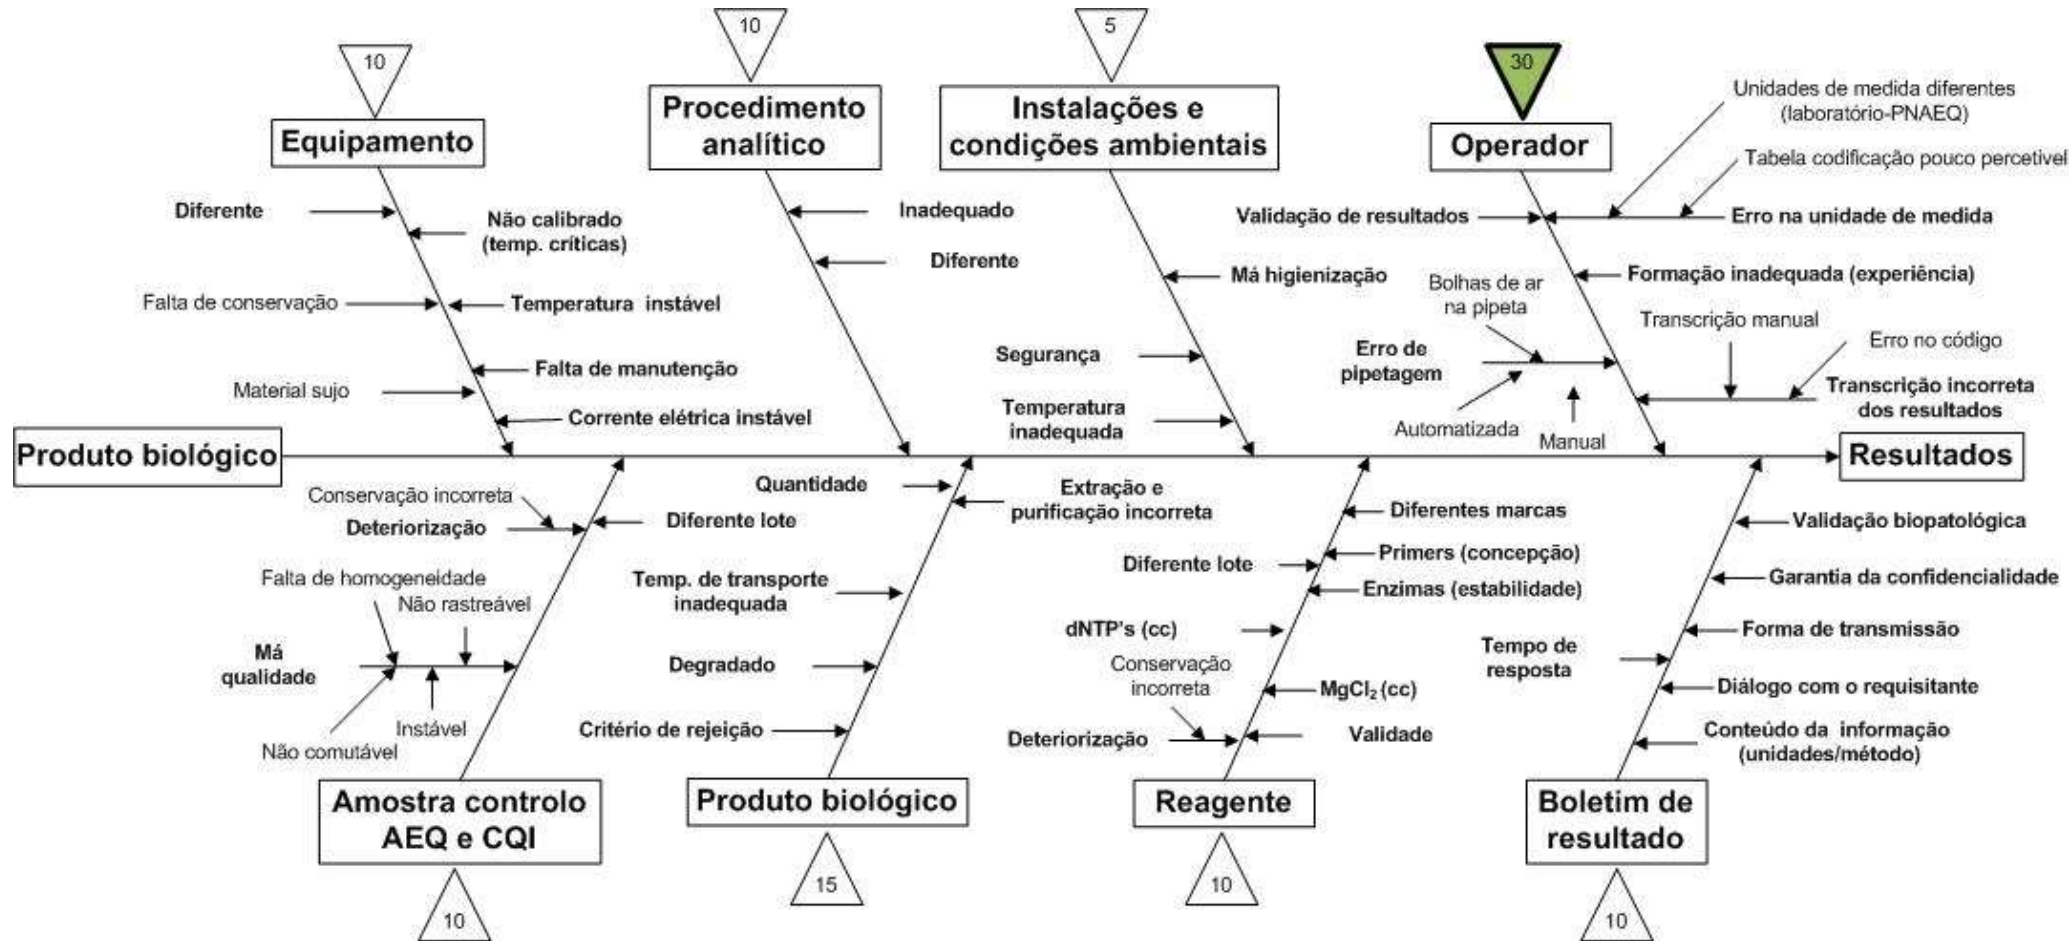 10
10
5
30
Equipamento
Procedimento
analítico
Instalações e
condições ambientais
Operador
Unidades de medida diferentes
(laboratório-PNAEQ)
Tabela codificação pouco percetivel
Diferente
Não calibrado
(temp. críticas)
Falta de conservação
Temperatura instável
Falta de manutenção
Material sujo
Corrente elétrica instável
Inadequado
Diferente
Má higienização
Segurança
Temperatura
inadequada
Validação de resultados
Erro na unidade de medida
Formação inadequada (experiência)
Bolhas de ar
na pipeta
Erro de
pipetagem
Automatizada
Manual
Transcrição manual
Erro no código
Transcrição incorreta
dos resultados
Produto biológico
Resultados
Conservação incorreta
Deteriorização
Diferente lote
Falta de homogeneidade
Não rastreável
Má
qualidade
Instável
Não comutável
Quantidade
Extração e
purificação incorreta
Temp. de transporte
inadequada
Degradado
Critério de rejeição
Diferentes marcas
Primers (concepção)
Diferente lote
Enzimas (estabilidade)
dNTP's (cc)
Conservação
incorreta
MgCl₂ (cc)
Deteriorização
Validade
Validação biopatológica
Garantia da confidencialidade
Forma de transmissão
Tempo de
resposta
Diálogo com o requisitante
Conteúdo da informação
(unidades/método)
Amostra controlo
AEQ e CQI
Produto biológico
Reagente
Boletim de
resultado
10
15
10
10